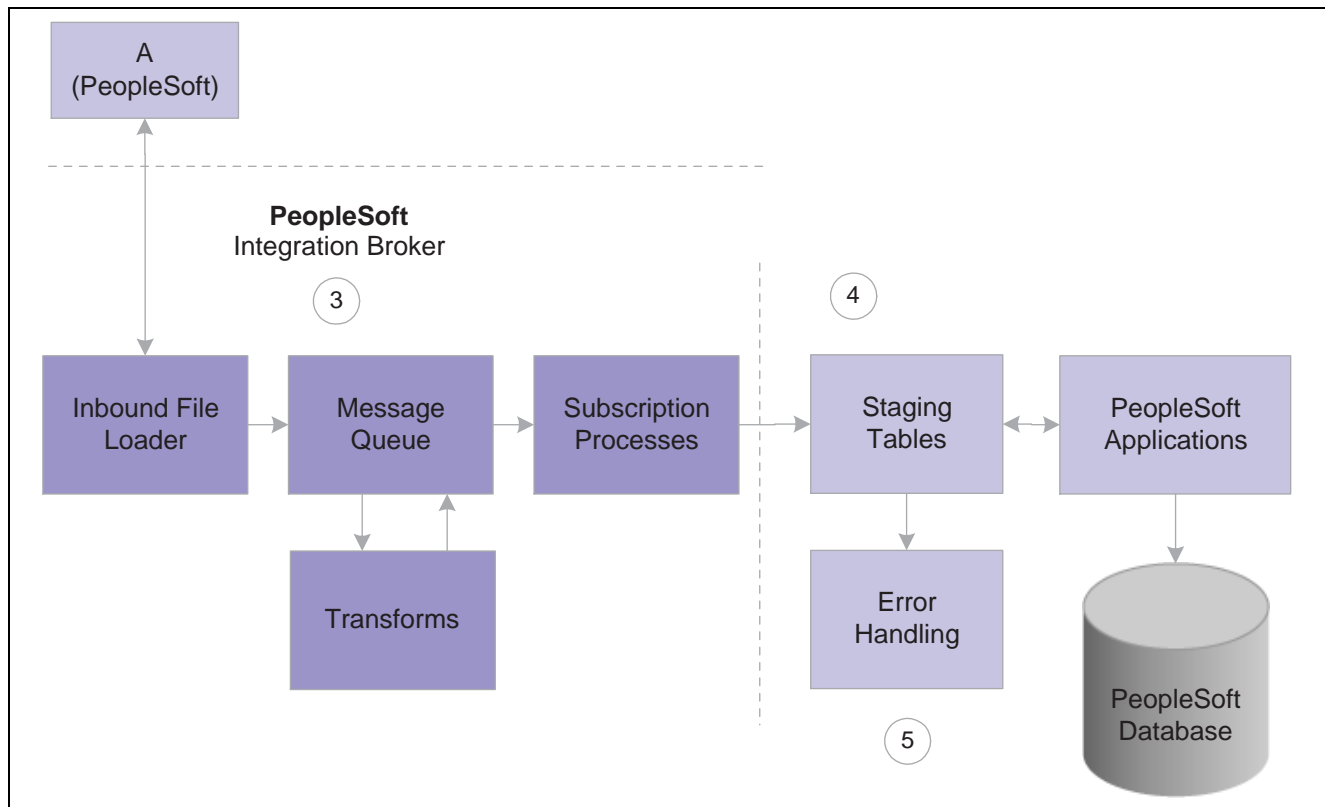 A
(PeopleSoft)
PeopleSoft
Integration Broker
3
4
Inbound File
Loader
Message
Queue
Subscription
Processes
Staging
Tables
PeopleSoft
Applications
Transforms
Error
Handling
PeopleSoft
Database
5